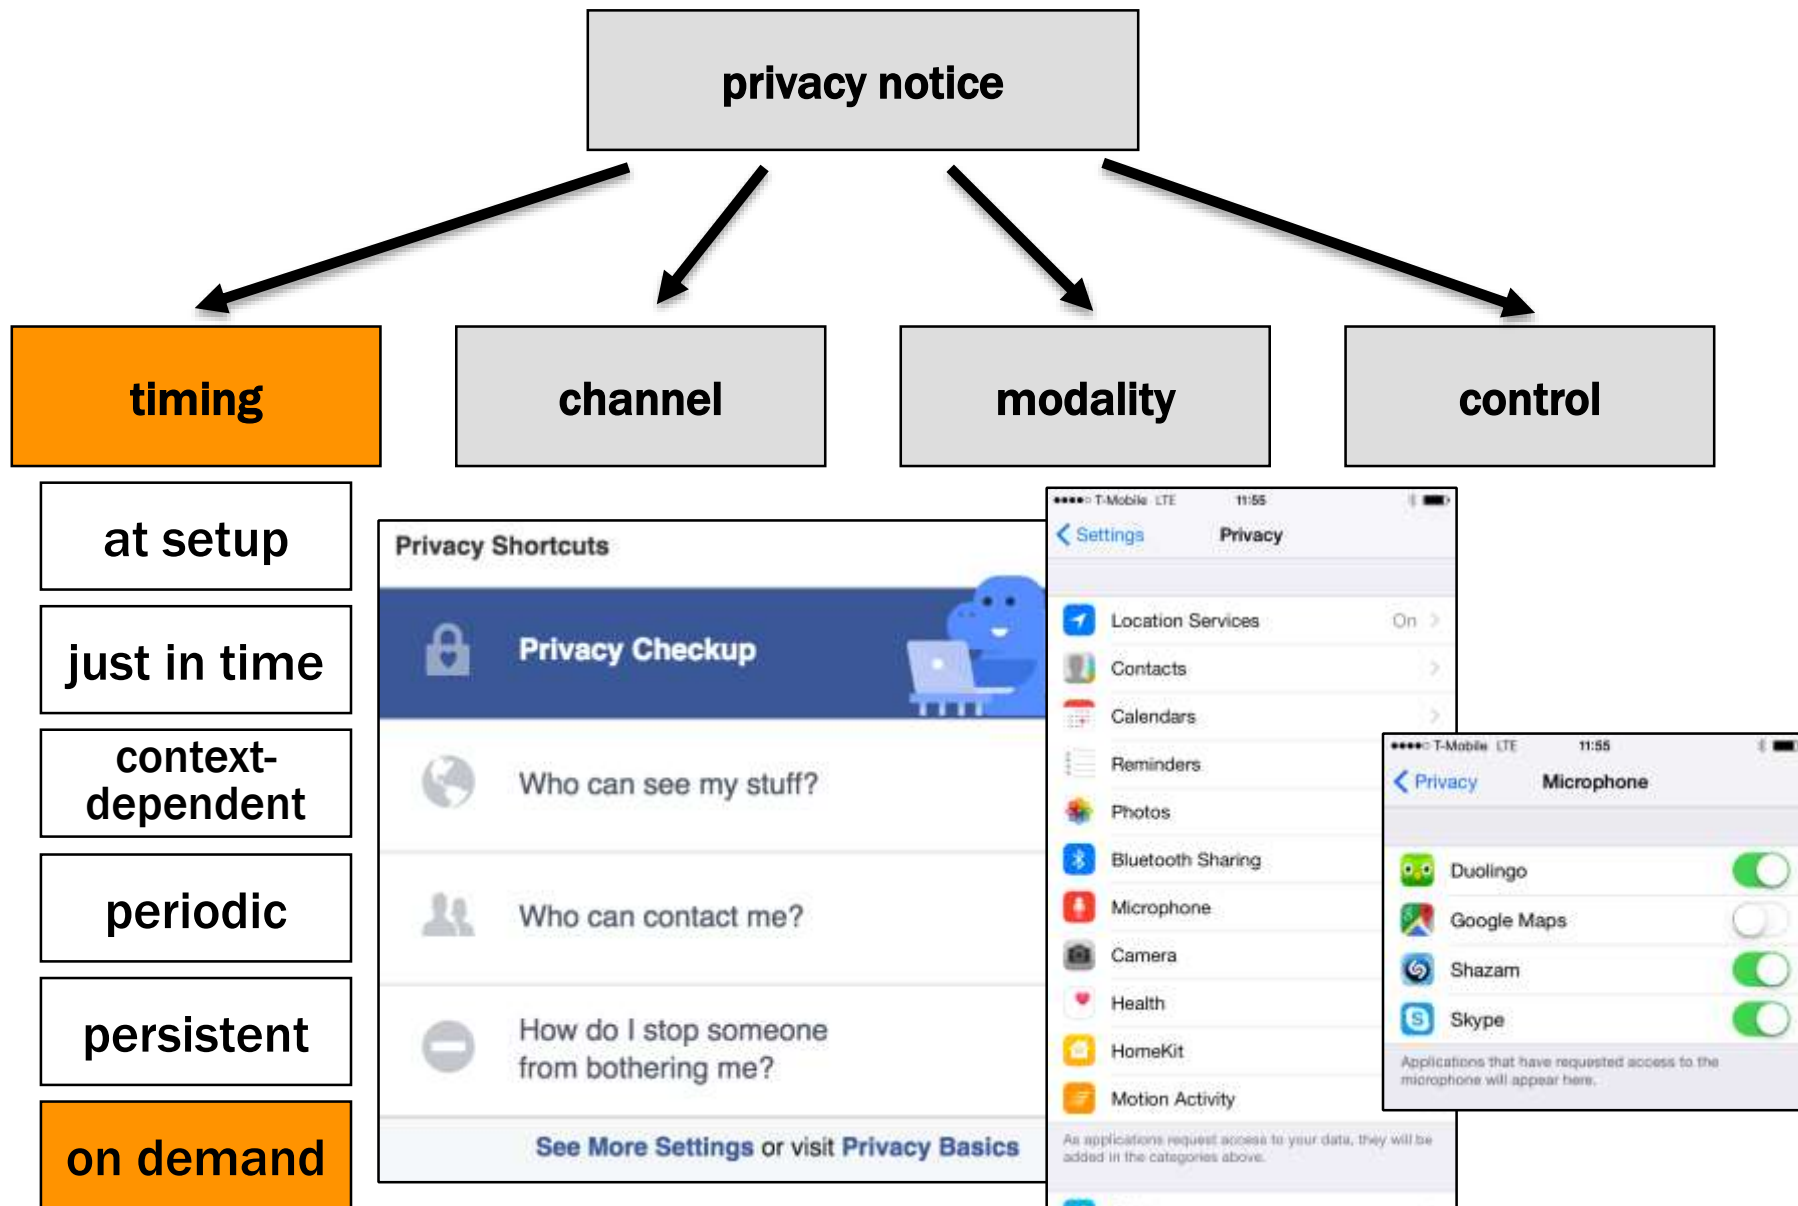 privacy notice
timing
channel
modality
control
at setup
just in time
context-
dependent
periodic
persistent
on demand
Privacy Shortcuts
Privacy Checkup
Who can see my stuff?
Who can contact me?
How do I stop someone
from bothering me?
See More Settings or visit Privacy Basics
T-Mobile LTE 11:55
Settings Privacy
Location Services On
Contacts
Calendars
Reminders
Photos
Bluetooth Sharing
Microphone
Camera
Health
HomeKit
Motion Activity
As applications request access to your data, they will be
added in the categories above.
T-Mobile LTE 11:55
Privacy Microphone
Duolingo
Google Maps
Shazam
Skype
Applications that have requested access to the
microphone will appear here.